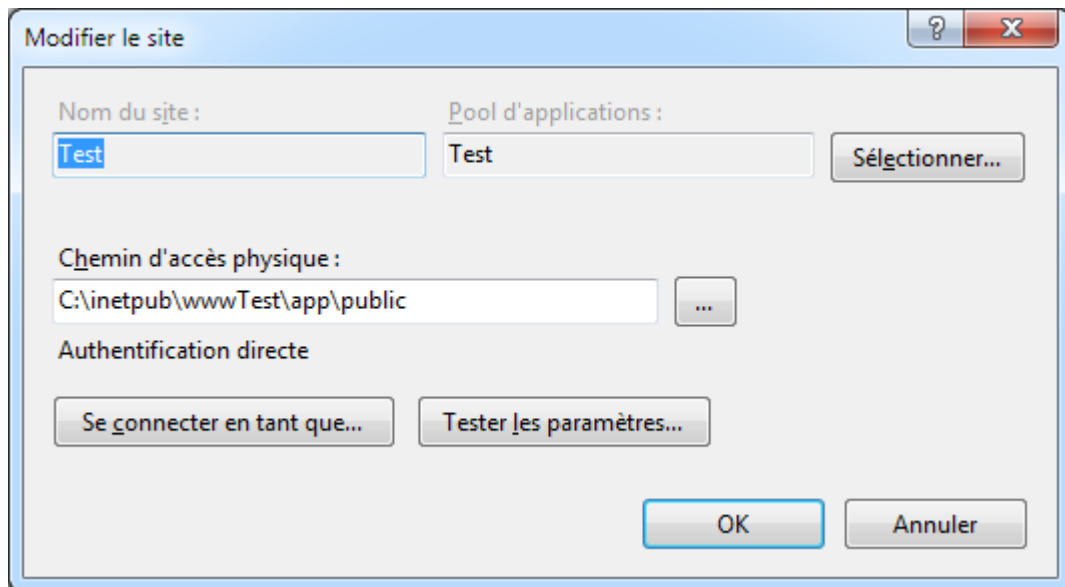 Modifier le site
Nom du site :
Pool d'applications :
Test
Test
Sélectionner...
Chemin d'accès physique :
C:\inetpub\wwwTest\app\public
...
Authentification directe
Se connecter en tant que...
Tester les paramètres...
OK
Annuler